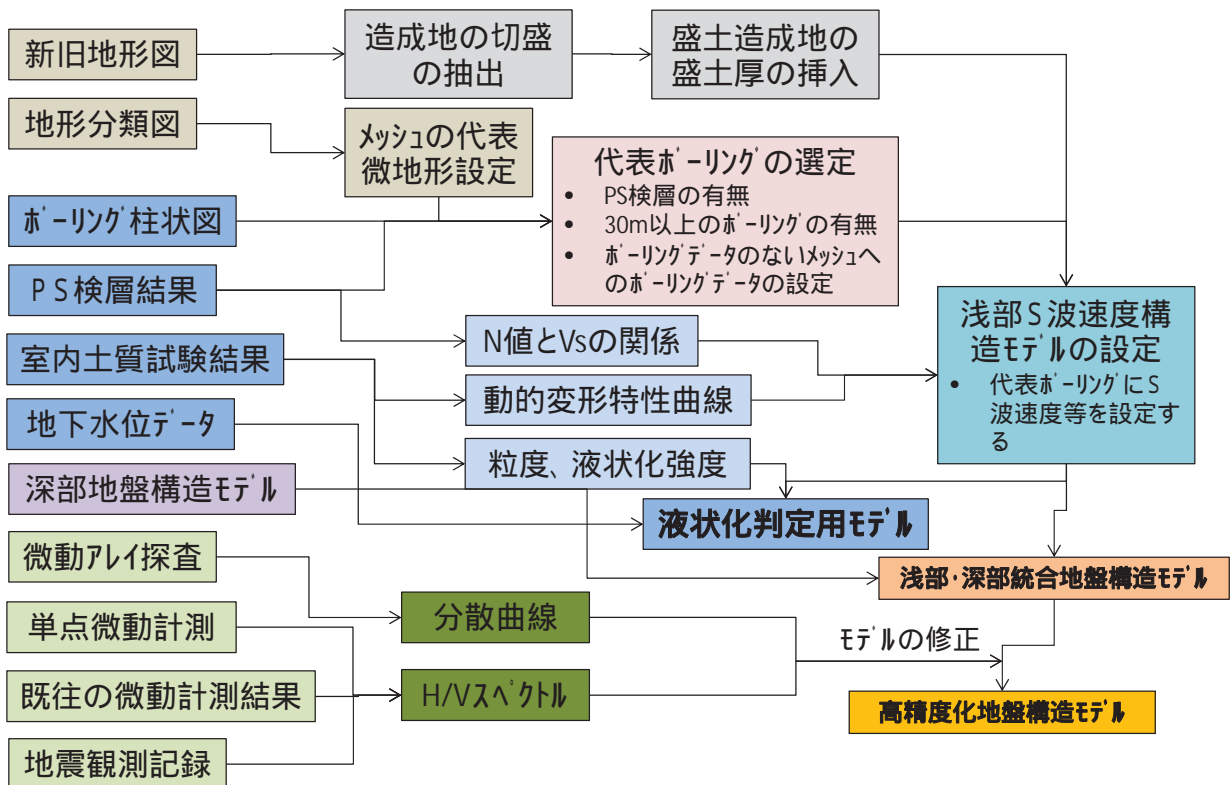 新旧地形図
造成地の切盛
の抽出
盛土造成地の
盛土厚の挿入
地形分類図
ﾒｯｼｭの代表
微地形設定
代表ﾎﾞｰﾘﾝｸﾞの選定
• PS検層の有無
• 30m以上のﾎﾞｰﾘﾝｸﾞの有無
• ﾎﾞｰﾘﾝｸﾞﾃﾞｰﾀのないﾒｯｼｭへ
のﾎﾞｰﾘﾝｸﾞﾃﾞｰﾀの設定
ﾎﾞｰﾘﾝｸﾞ柱状図
ＰＳ検層結果
N値とVsの関係
浅部Ｓ波速度構
造ﾓﾃﾞﾙの設定
• 代表ﾎﾞｰﾘﾝｸﾞにＳ
波速度等を設定す
る
室内土質試験結果
動的変形特性曲線
地下水位ﾃﾞｰﾀ
粒度、液状化強度
深部地盤構造ﾓﾃﾞﾙ
液状化判定用ﾓﾃﾞﾙ
微動ｱﾚｲ探査
浅部･深部統合地盤構造ﾓﾃﾞﾙ
分散曲線
単点微動計測
ﾓﾃﾞﾙの修正
既往の微動計測結果
H/Vｽﾍﾟｸﾄﾙ
高精度化地盤構造ﾓﾃﾞﾙ
地震観測記録